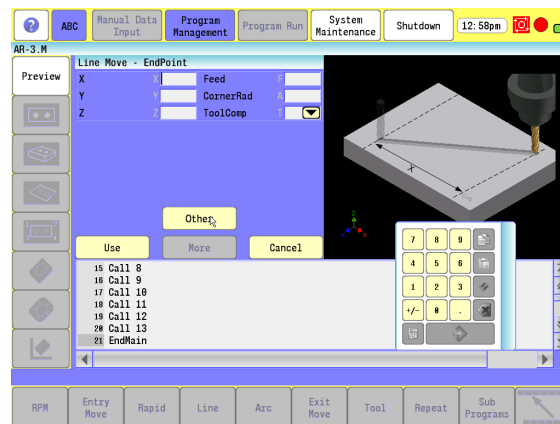 ?
ABC
Manual Data Input
Program Management
Program Run
System Maintenance
Shutdown
12:58pm
AR-3.M
Preview
Line Move - EndPoint
X X Feed F
Y Y CornerRad A
Z Z ToolComp T
Other
Use More Cancel
X
Z
Y X
7 8 9
4 5 6
1 2 3
+/- 0 .
15 Call 8
16 Call 9
17 Call 10
18 Call 11
19 Call 12
20 Call 13
21 EndMain
RPM
Entry Move
Rapid
Line
Arc
Exit Move
Tool
Repeat
Sub Programs